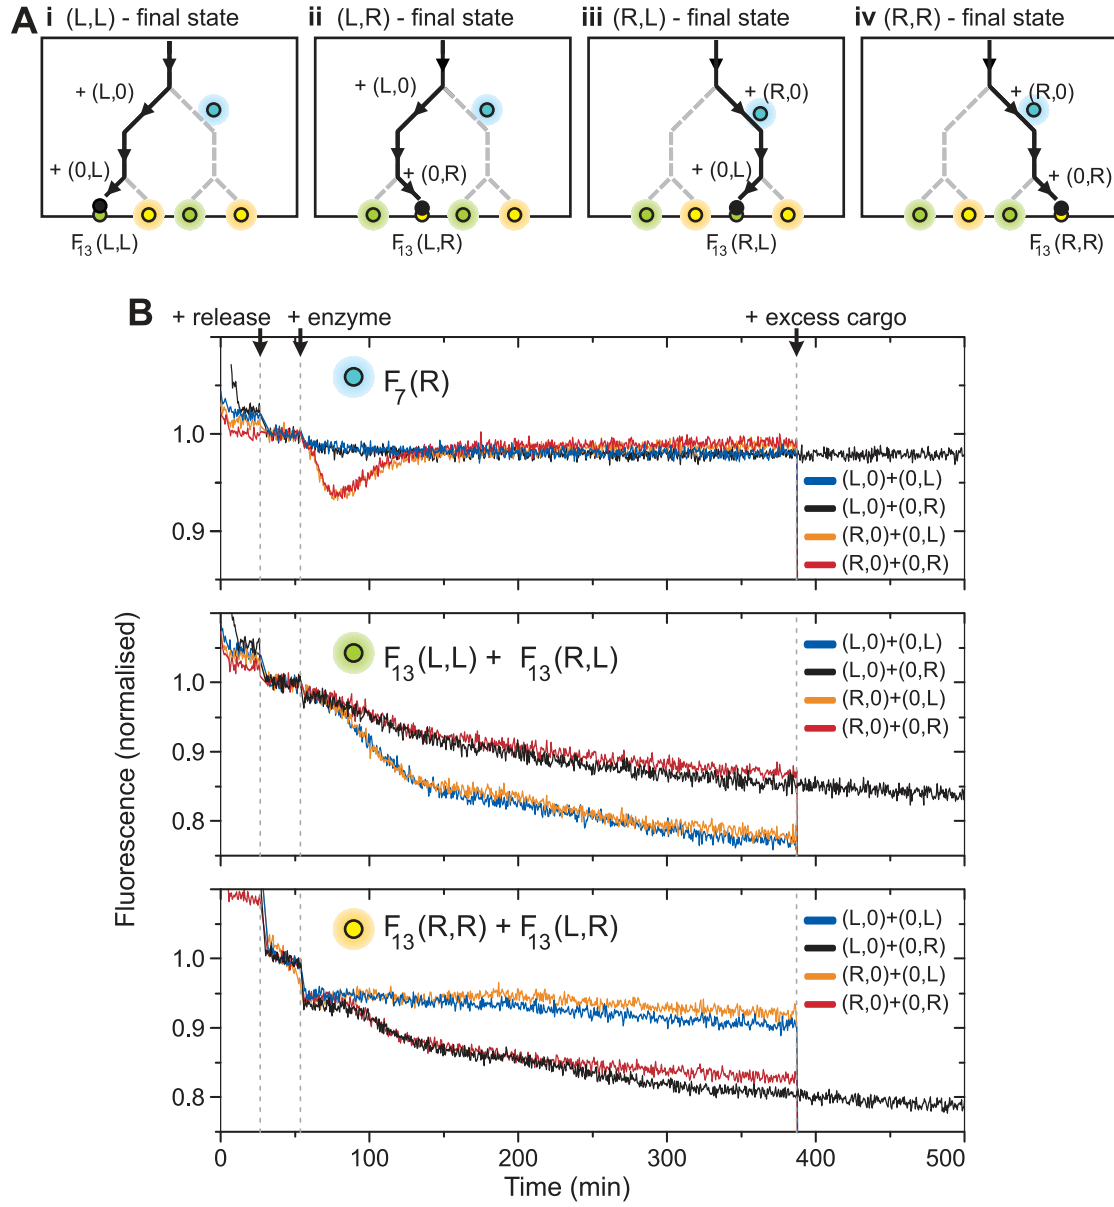 A
i (L,L) - final state
ii (L,R) - final state
iii (R,L) - final state
iv (R,R) - final state
+ (L,0)
+ (0,L)
F13(L,L)
+ (L,0)
+ (0,R)
F13(L,R)
+ (R,0)
+ (0,L)
F13(R,L)
+ (R,0)
+ (0,R)
F13(R,R)
B
+ release
+ enzyme
+ excess cargo
F7(R)
1.0
0.9
(L,0)+(0,L)
(L,0)+(0,R)
(R,0)+(0,L)
(R,0)+(0,R)
F13(L,L) + F13(R,L)
1.0
0.9
0.8
(L,0)+(0,L)
(L,0)+(0,R)
(R,0)+(0,L)
(R,0)+(0,R)
F13(R,R) + F13(L,R)
1.0
0.9
0.8
(L,0)+(0,L)
(L,0)+(0,R)
(R,0)+(0,L)
(R,0)+(0,R)
Fluorescence (normalised)
0 100 200 300 400 500
Time (min)